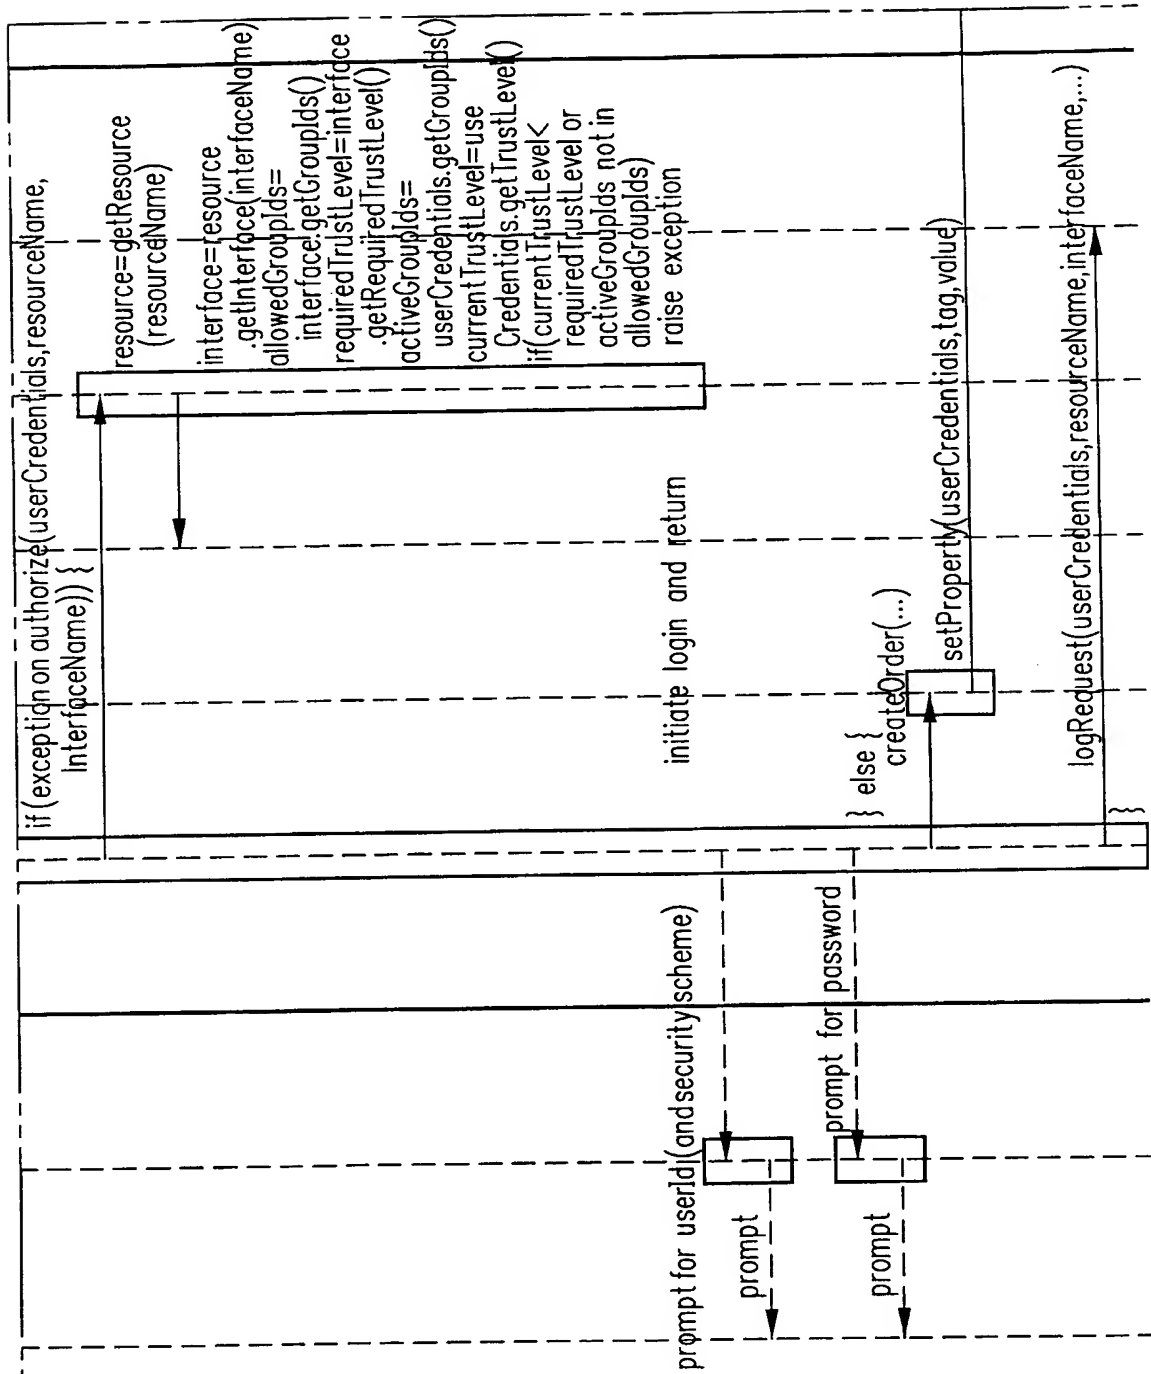 if(exception on authorize(userCredentials,resourceName,
InterfaceName)) {
resource=getResource
(resourceName)
interface=resource
.getInterface(interfaceName)
allowedGroupIds=
interface.getGroupIds()
requiredTrustLevel=interface
.getRequiredTrustLevel()
activeGroupIds=
userCredentials.getGroupIds()
currentTrustLevel=use
Credentials.getTrustLevel()
if(currentTrustLevel<
requiredTrustLevel or
activeGroupIds not in
allowedGroupIds)
raise exception
initiate login and return
prompt for userId (and security scheme)
prompt
prompt for password
prompt
} else {
createOrder(...)
setProperty(userCredentials,tag,value)
logRequest(userCredentials,resourceName,interfaceName,...)
}